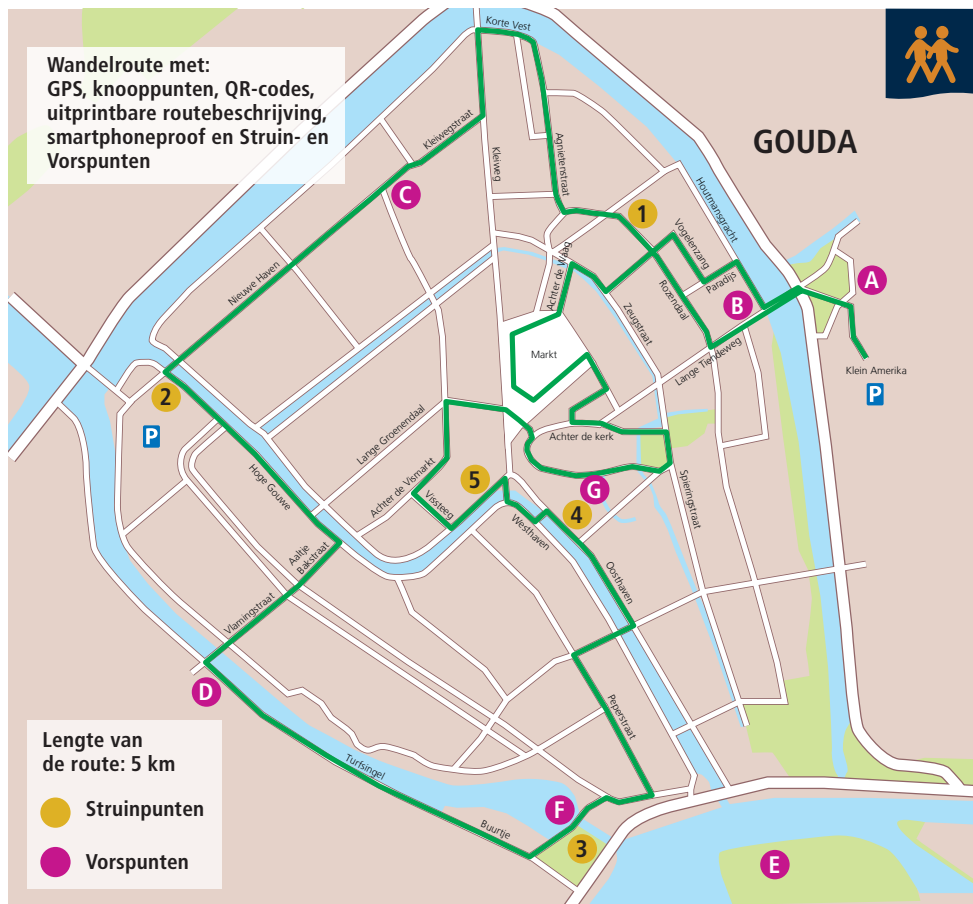 Wandelroute met:
GPS, knooppunten, QR-codes,
uitprintbare routebeschrijving,
smartphoneproof en Struin- en
Vorspunten
GOUDA
Korte Vest
Kleiwegstraat
Kleiweg
Agnietenstraat
C
1
Houtmansgracht
Vogelenzang
Paradijs
A
B
Nieuwe Haven
Achter de Waag
Rozendaal
Zeugstraat
Markt
Lange Tiendeweg
Klein Amerika
P
2
P
Lange Groenendaal
Achter de kerk
Achter de Vismarkt
Vissteeg
5
G
4
Hoge Gouwe
Westhaven
Spieringstraat
Aaltje
Bakstraat
Oosthaven
Vlamingstraat
D
Peperstraat
Turfsingel
Buurtje
F
3
E
Lengte van
de route: 5 km
Struinpunten
Vorspunten